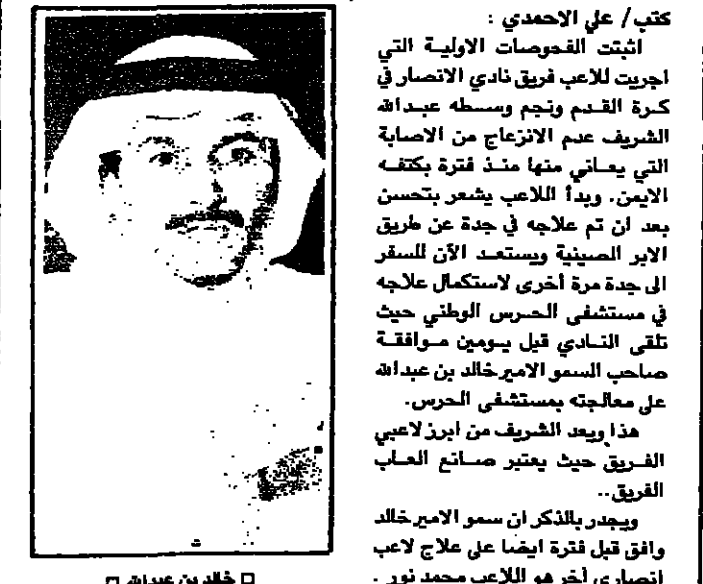 كتب/ علي الاحمدي :
اثبتت الفحوصات الاولية التي
اجريت للاعب فريق نادي الانصار في
كرة القدم ونجم وسطه عبدالله
الشريف عدم الانزعاج من الاصابة
التي يعاني منها منذ فترة بكتفه
الايمن. وبدأ اللاعب يشعر بتحسن
بعد ان تم علاجه في جدة عن طريق
الابر الصينية ويستعد الآن للسفر
الى جدة مرة أخرى لاستكمال علاجه
في مستشفى الحرس الوطني حيث
تلقى النادي قبل يومين موافقة
صاحب السمو الامير خالد بن عبدالله
على معالجته بمستشفى الحرس.
هذا ويعد الشريف من ابرز لاعبي
الفريق حيث يعتبر صانع العاب
الفريق..
ويجدر بالذكر ان سمو الامير خالد
وافق قبل فترة ايضا على علاج لاعب
انصاري آخر هو اللاعب محمد نور .
خالد بن عبدالله